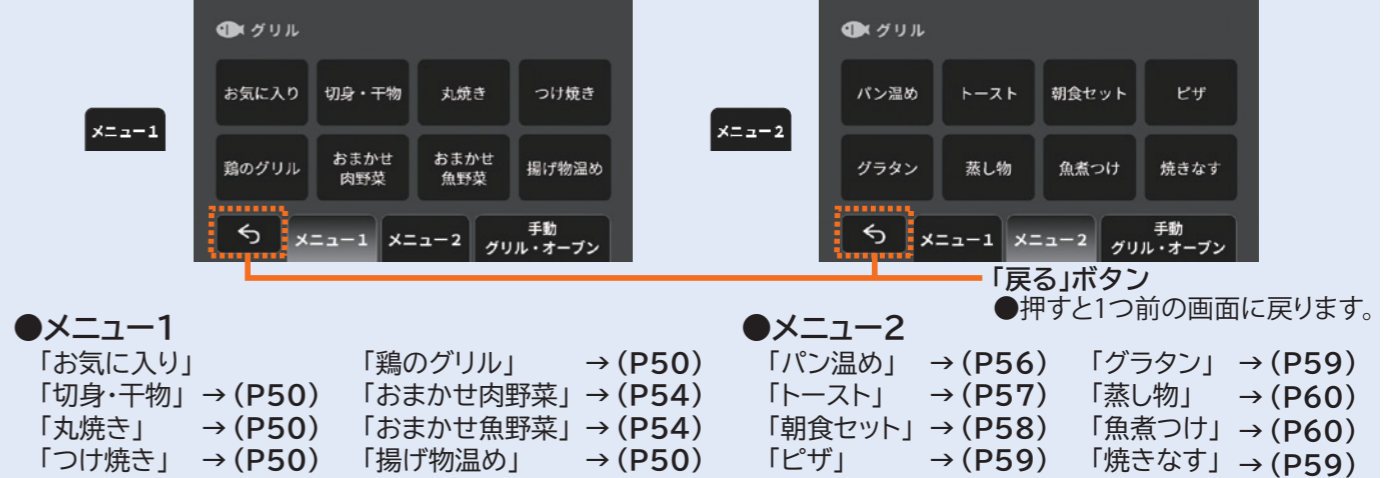 グリル
メニュー1
お気に入り 切身・干物 丸焼き つけ焼き
鶏のグリル おまかせ肉野菜 おまかせ魚野菜 揚げ物温め
メニュー1 メニュー2 手動グリル・オーブン
グリル
メニュー2
パン温め トースト 朝食セット ピザ
グラタン 蒸し物 魚煮つけ 焼きなす
メニュー1 メニュー2 手動グリル・オーブン
「戻る」ボタン
●押すと1つ前の画面に戻ります。
●メニュー1
「お気に入り」
「切身・干物」 →(P50)
「丸焼き」 →(P50)
「つけ焼き」 →(P50)
「鶏のグリル」 →(P50)
「おまかせ肉野菜」 →(P54)
「おまかせ魚野菜」 →(P54)
「揚げ物温め」 →(P50)
●メニュー2
「パン温め」 →(P56)
「トースト」 →(P57)
「朝食セット」 →(P58)
「ピザ」 →(P59)
「グラタン」 →(P59)
「蒸し物」 →(P60)
「魚煮つけ」 →(P60)
「焼きなす」 →(P59)